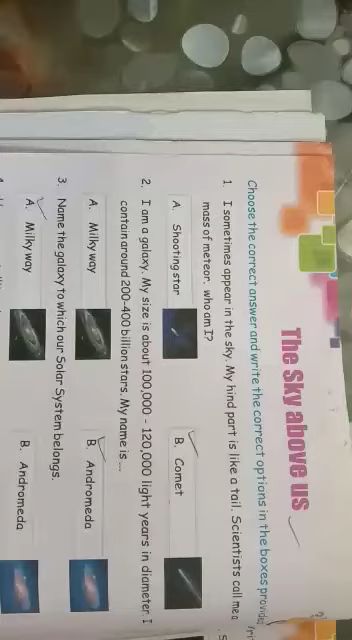 The Sky above us
Choose the correct answer and write the correct options in the boxes provided
1. I sometimes appear in the sky. My hind part is like a tail. Scientists call me a
mass of meteor. who am I?
A. Shooting star B. Comet
2. I am a galaxy. My size is about 100,000 - 120,000 light years in diameter I
contain around 200-400 billion stars. My name is ...
A. Milky way B. Andromeda
3. Name the galaxy to which our Solar System belongs.
A. Milky way B. Andromeda